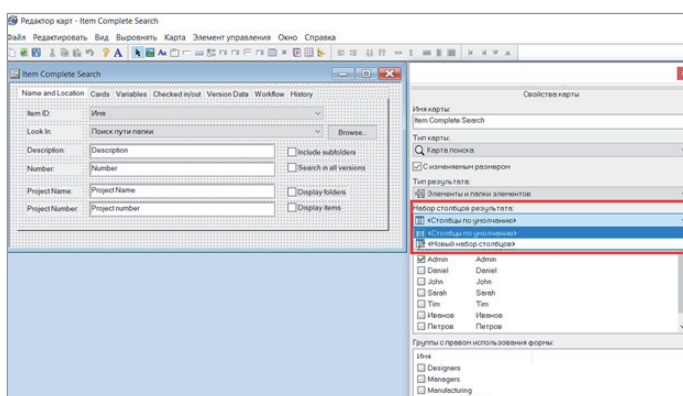 Редактор карт - Item Complete Search
Файл Редактировать Вид Выровнять Карта Элемент управления Окно Справка
Item Complete Search
Name and Location Cards Variables Checked in/out Version Data Workflow History
Item ID: Имя
Look In: Поиск пути папки Browse...
Description: Description Include subfolders
Number: Number Search in all versions
Project Name: Project Name Display folders
Project Number: Project number Display items
Свойства карты
Имя карты:
Item Complete Search
Тип карты:
Карта поиска
С изменяемым размером
Тип результата:
Элементы и папки элементов
Набор столбцов результата:
<Столбцы по умолчанию>
<Столбцы по умолчанию>
<Новый набор столбцов>
Admin Admin
Daniel Daniel
John John
Sarah Sarah
Tim Tim
Иванов Иванов
Петров Петров
Группы с правом использования формы:
Имя
Designers
Managers
Manufacturing